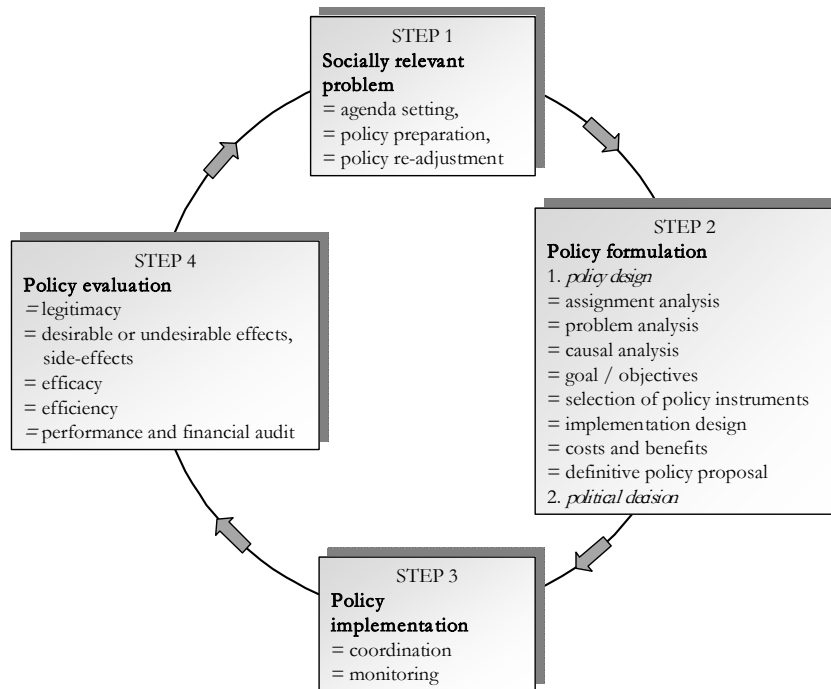 STEP 1
Socially relevant
problem
= agenda setting,
= policy preparation,
= policy re-adjustment
STEP 2
Policy formulation
1. policy design
= assignment analysis
= problem analysis
= causal analysis
= goal / objectives
= selection of policy instruments
= implementation design
= costs and benefits
= definitive policy proposal
2. political decision
STEP 3
Policy
implementation
= coordination
= monitoring
STEP 4
Policy evaluation
= legitimacy
= desirable or undesirable effects,
side-effects
= efficacy
= efficiency
= performance and financial audit